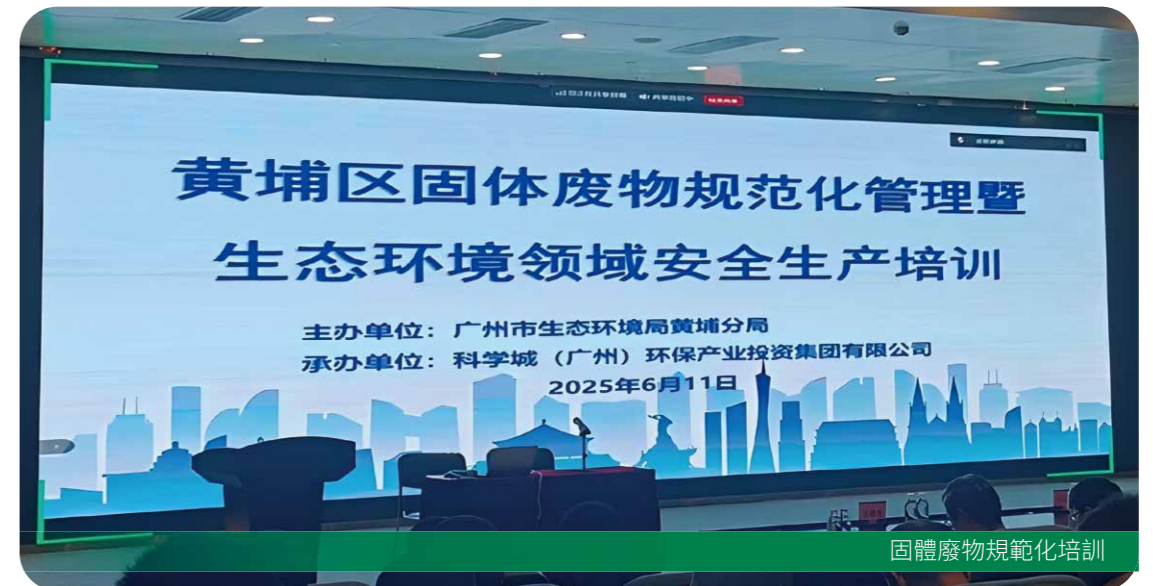 黄埔区固体废物规范化管理暨
生态环境领域安全生产培训
主办单位：广州市生态环境局黄埔分局
承办单位：科学城（广州）环保产业投资集团有限公司
2025年6月11日
固體廢物規範化培訓